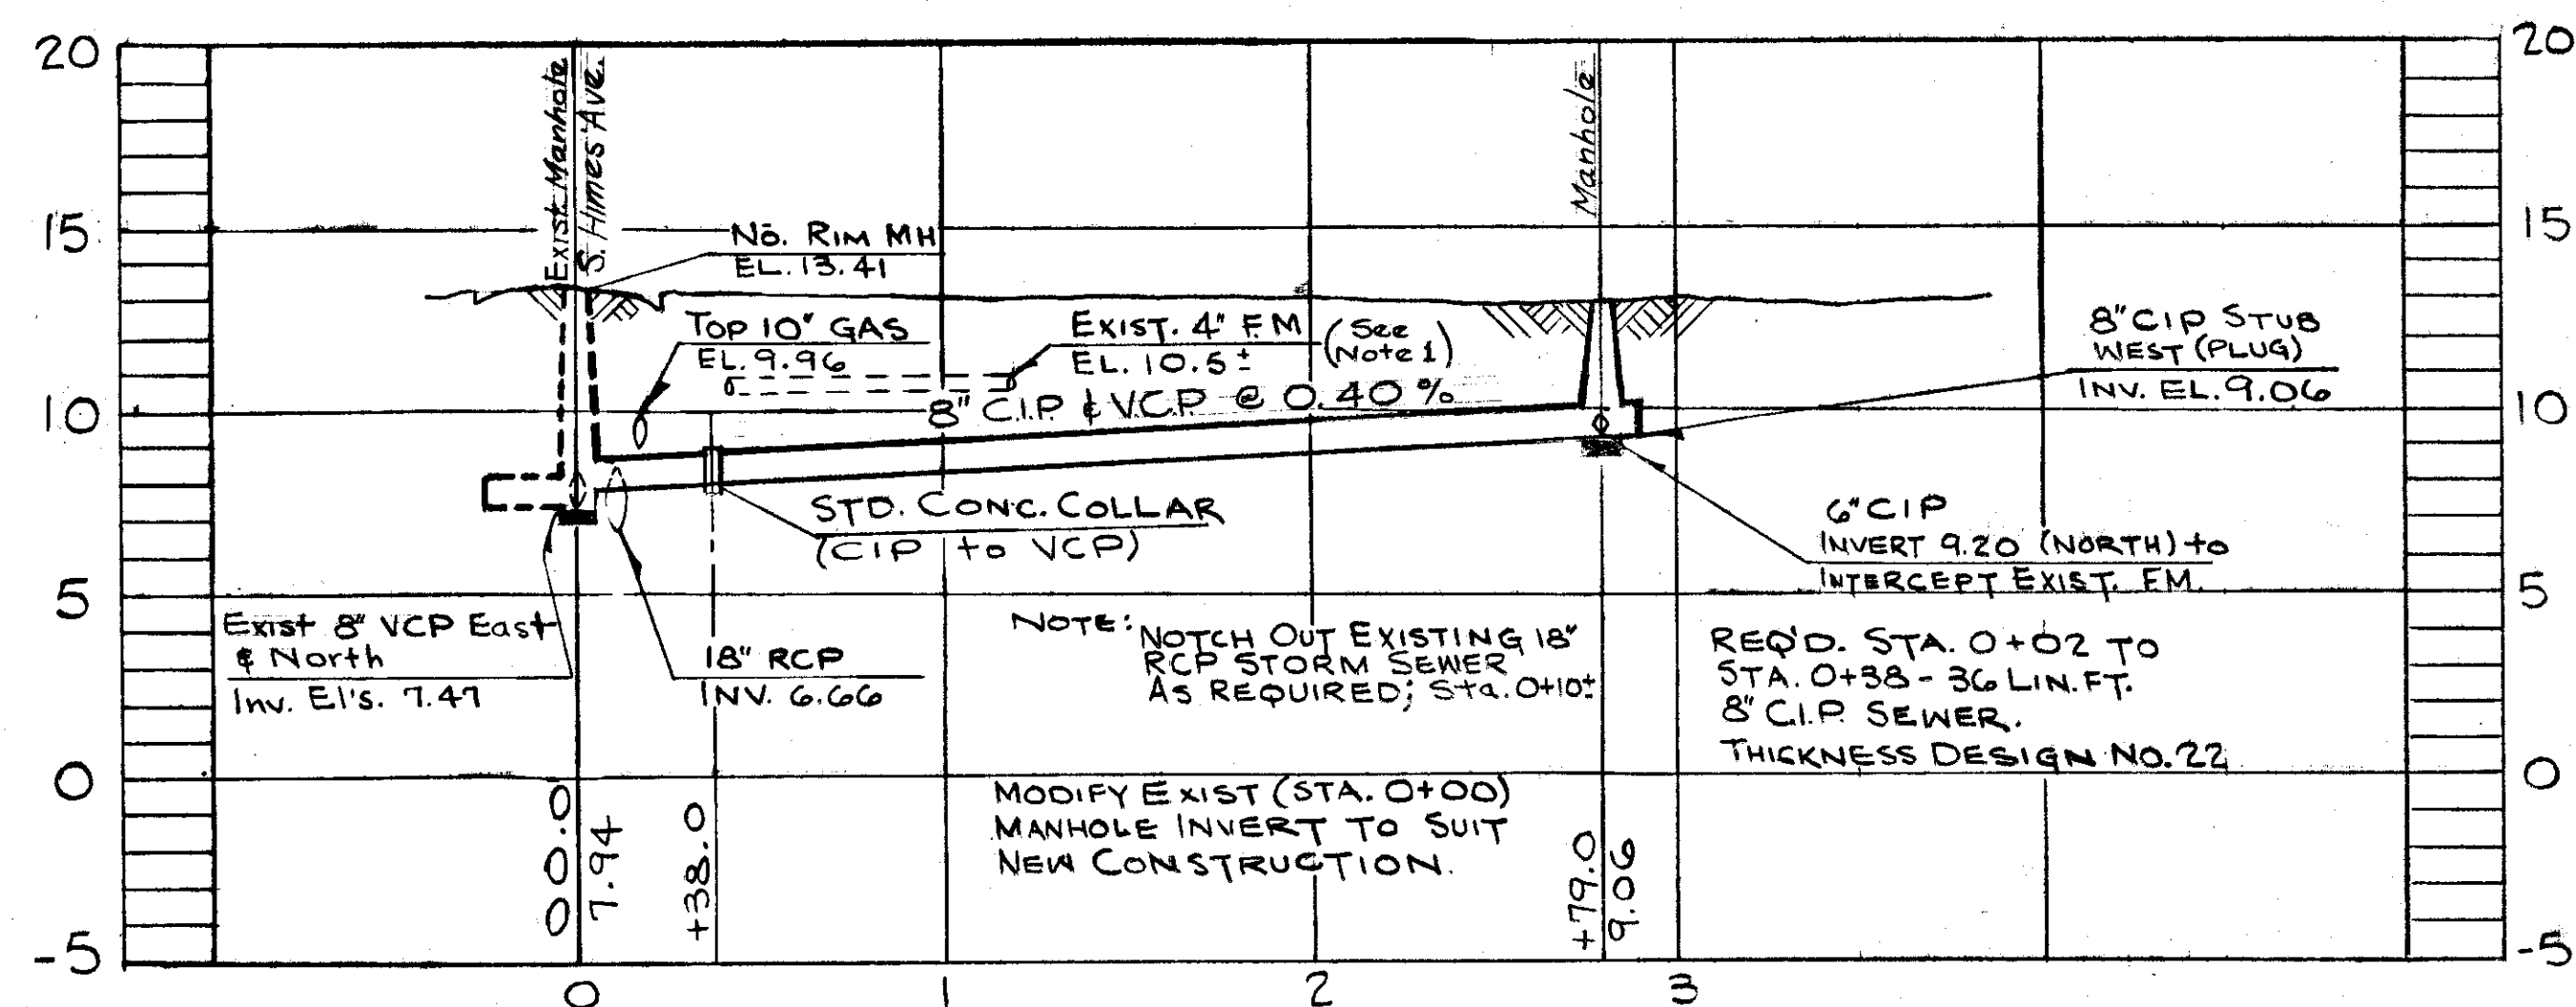 20
20
Exist. Manhole
S. Himes Ave.
Manhole
15
15
No. RIM MH
EL. 13.41
TOP 10" GAS
EL. 9.96
EXIST. 4" F.M
EL. 10.5±
(See
Note 1)
8" CIP STUB
WEST (PLUG)
INV. EL. 9.06
10
10
8" C.I.P. & V.C.P. @ 0.40 %
STD. CONC. COLLAR
(CIP to VCP)
6" CIP
INVERT 9.20 (NORTH) to
INTERCEPT EXIST. F.M.
5
5
Exist 8" VCP East
& North
Inv. El's. 7.47
18" RCP
INV. 6.66
NOTE:
NOTCH OUT EXISTING 18"
RCP STORM SEWER
AS REQUIRED; Sta. 0+10±
REQ'D. STA. 0+02 TO
STA. 0+38 - 36 LIN. FT.
8" C.I.P. SEWER.
THICKNESS DESIGN NO. 22
0
0
MODIFY EXIST (STA. 0+00)
MANHOLE INVERT TO SUIT
NEW CONSTRUCTION.
0 00.0
7.94
+38.0
+79.0
9.06
-5
-5
0
1
2
3